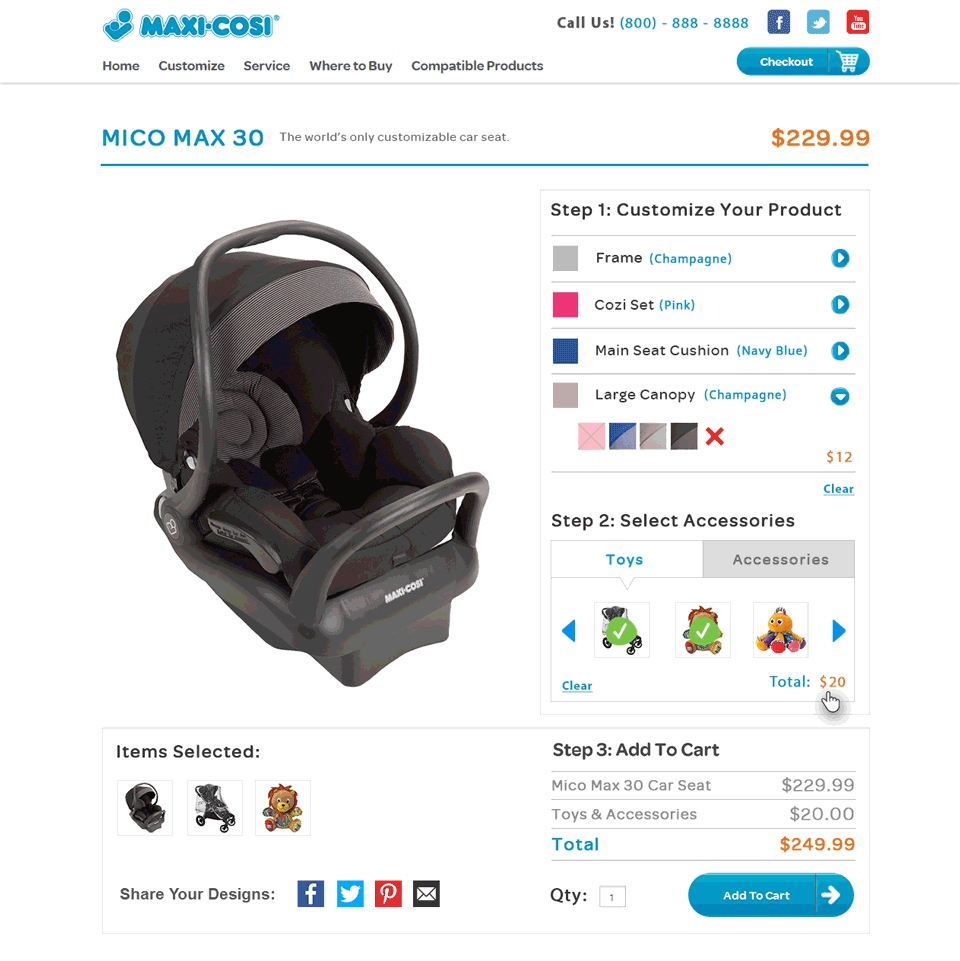 MAXI-COSI®
Call Us! (800) - 888 - 8888
You Tube
Home Customize Service Where to Buy Compatible Products
Checkout
MICO MAX 30 The world's only customizable car seat. $229.99
Step 1: Customize Your Product
Frame (Champagne)
Cozi Set (Pink)
Main Seat Cushion (Navy Blue)
Large Canopy (Champagne)
$12
Clear
Step 2: Select Accessories
Toys Accessories
Clear Total: $20
MAXI-COSI
Items Selected:
Share Your Designs:
Step 3: Add To Cart
Mico Max 30 Car Seat $229.99
Toys & Accessories $20.00
Total $249.99
Qty: 1 Add To Cart